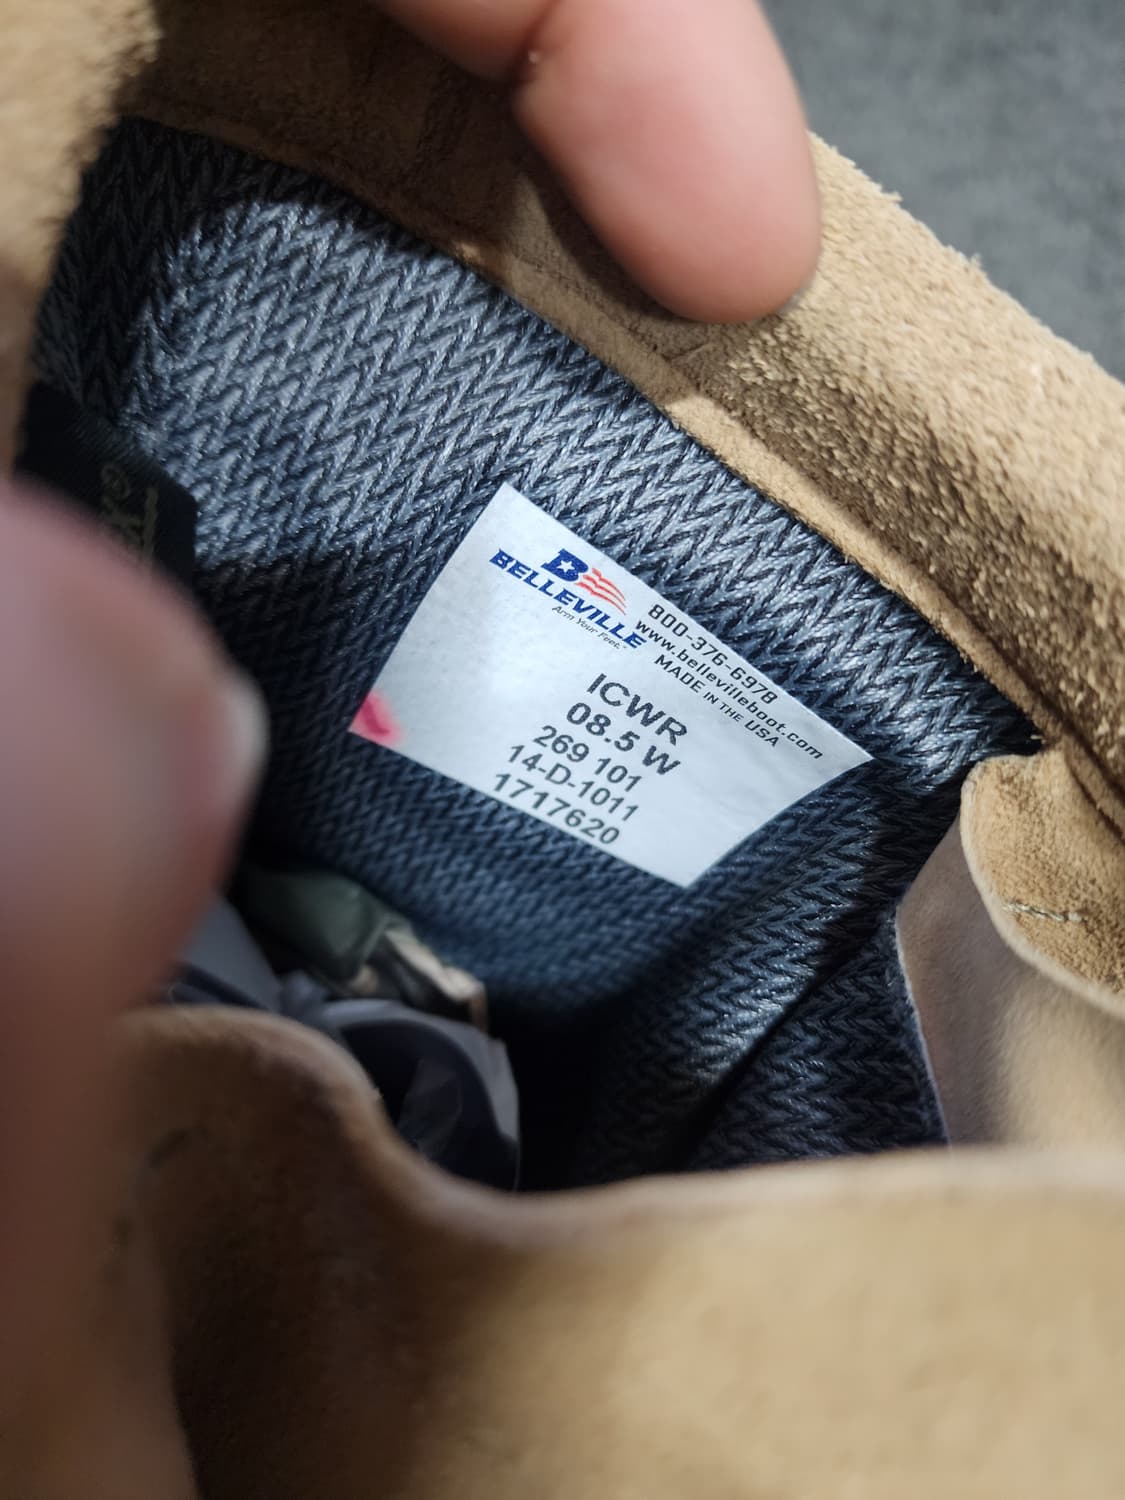 B
BELLEVILLE
Arm Your Feet.™
800-376-6978
www.bellevilleboot.com
MADE IN THE USA
ICWR
08.5 W
269 101
14-D-1011
1717620